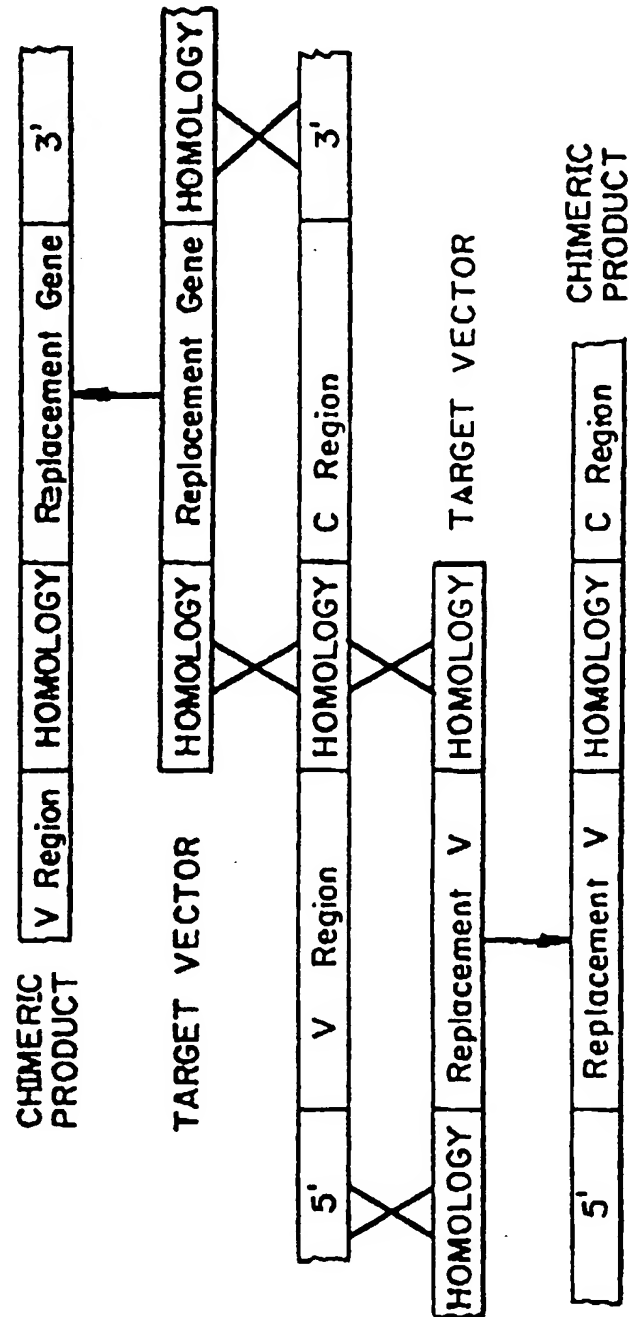 CHIMERIC
PRODUCT
V Region HOMOLOGY Replacement Gene 3'
TARGET VECTOR
HOMOLOGY Replacement Gene HOMOLOGY
5' V Region HOMOLOGY C Region 3'
HOMOLOGY Replacement V HOMOLOGY
TARGET VECTOR
5' Replacement V HOMOLOGY C Region
CHIMERIC
PRODUCT